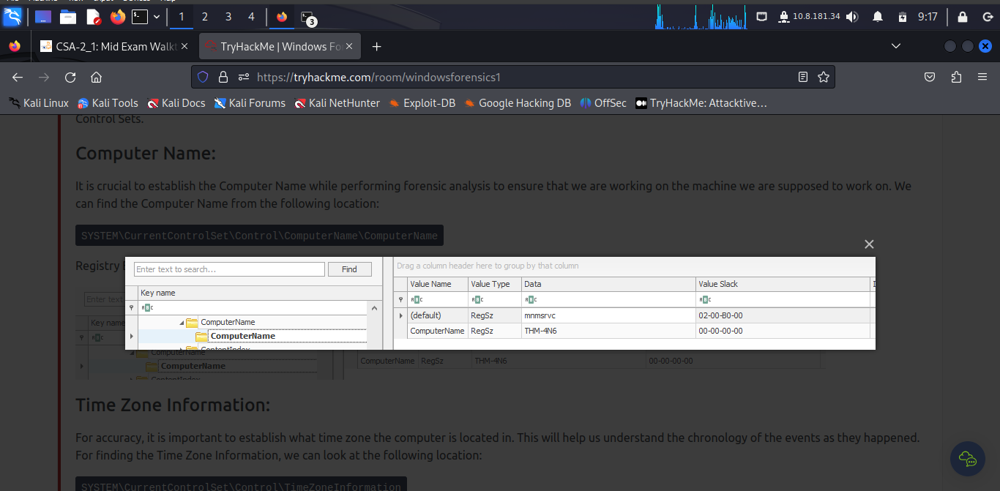 1 2 3 4 3 10.8.181.34 9:17
CSA-2_1: Mid Exam Walkt TryHackMe | Windows Fo
https://tryhackme.com/room/windowsforensics1
Kali Linux Kali Tools Kali Docs Kali Forums Kali NetHunter Exploit-DB Google Hacking DB OffSec TryHackMe: Attacktive…
Control Sets.
Computer Name:
It is crucial to establish the Computer Name while performing forensic analysis to ensure that we are working on the machine we are supposed to work on. We
can find the Computer Name from the following location:
SYSTEM\CurrentControlSet\Control\ComputerName\ComputerName
Registry
Enter text to search... Find
Drag a column header here to group by that column
Key name
Value Name Value Type Data Value Slack
ComputerName
ComputerName
ContentIndex
(default) RegSz mnmsrvc 02-00-B0-00
ComputerName RegSz THM-4N6 00-00-00-00
Enter text
Key name
ComputerName
ComputerName
ContentIndex
ComputerName RegSz THM-4N6 00-00-00-00
Time Zone Information:
For accuracy, it is important to establish what time zone the computer is located in. This will help us understand the chronology of the events as they happened.
For finding the Time Zone Information, we can look at the following location:
SYSTEM\CurrentControlSet\Control\TimeZoneInformation